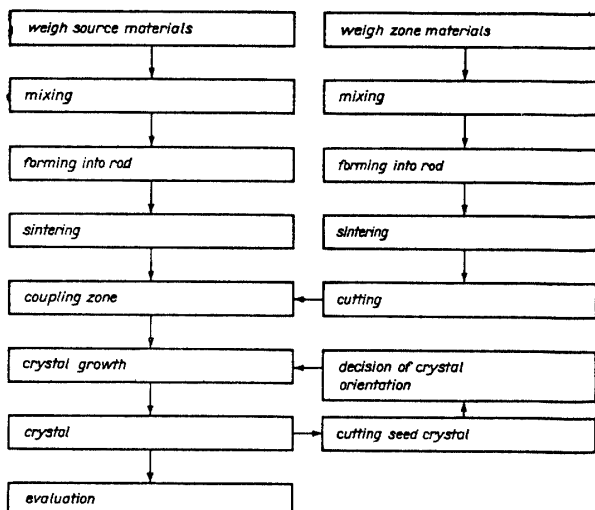 weigh source materials
mixing
forming into rod
sintering
coupling zone
crystal growth
crystal
evaluation
weigh zone materials
mixing
forming into rod
sintering
cutting
decision of crystal
orientation
cutting seed crystal